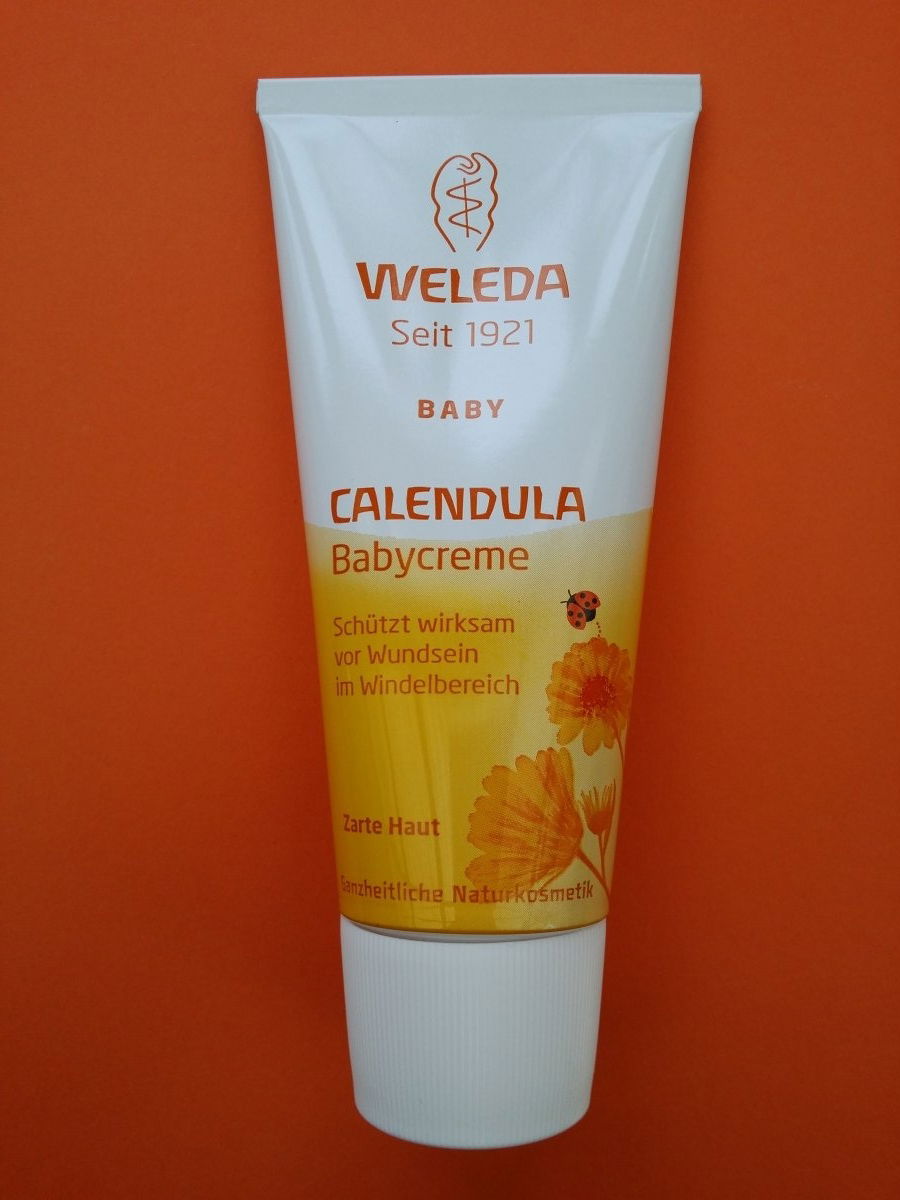 WELEDA
Seit 1921
BABY
CALENDULA
Babycreme
Schützt wirksam
vor Wundsein
im Windelbereich
Zarte Haut
Ganzheitliche Naturkosmetik